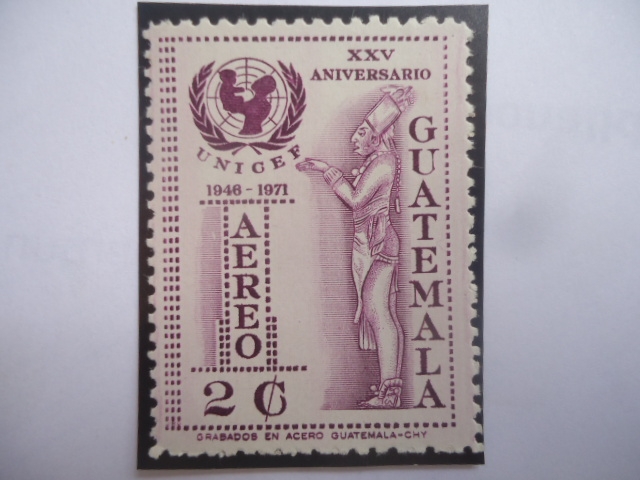 XXV
ANIVERSARIO
UNICEF
1946 - 1971
GUATEMALA
AEREO
2 ¢
GRABADOS EN ACERO GUATEMALA-CHY